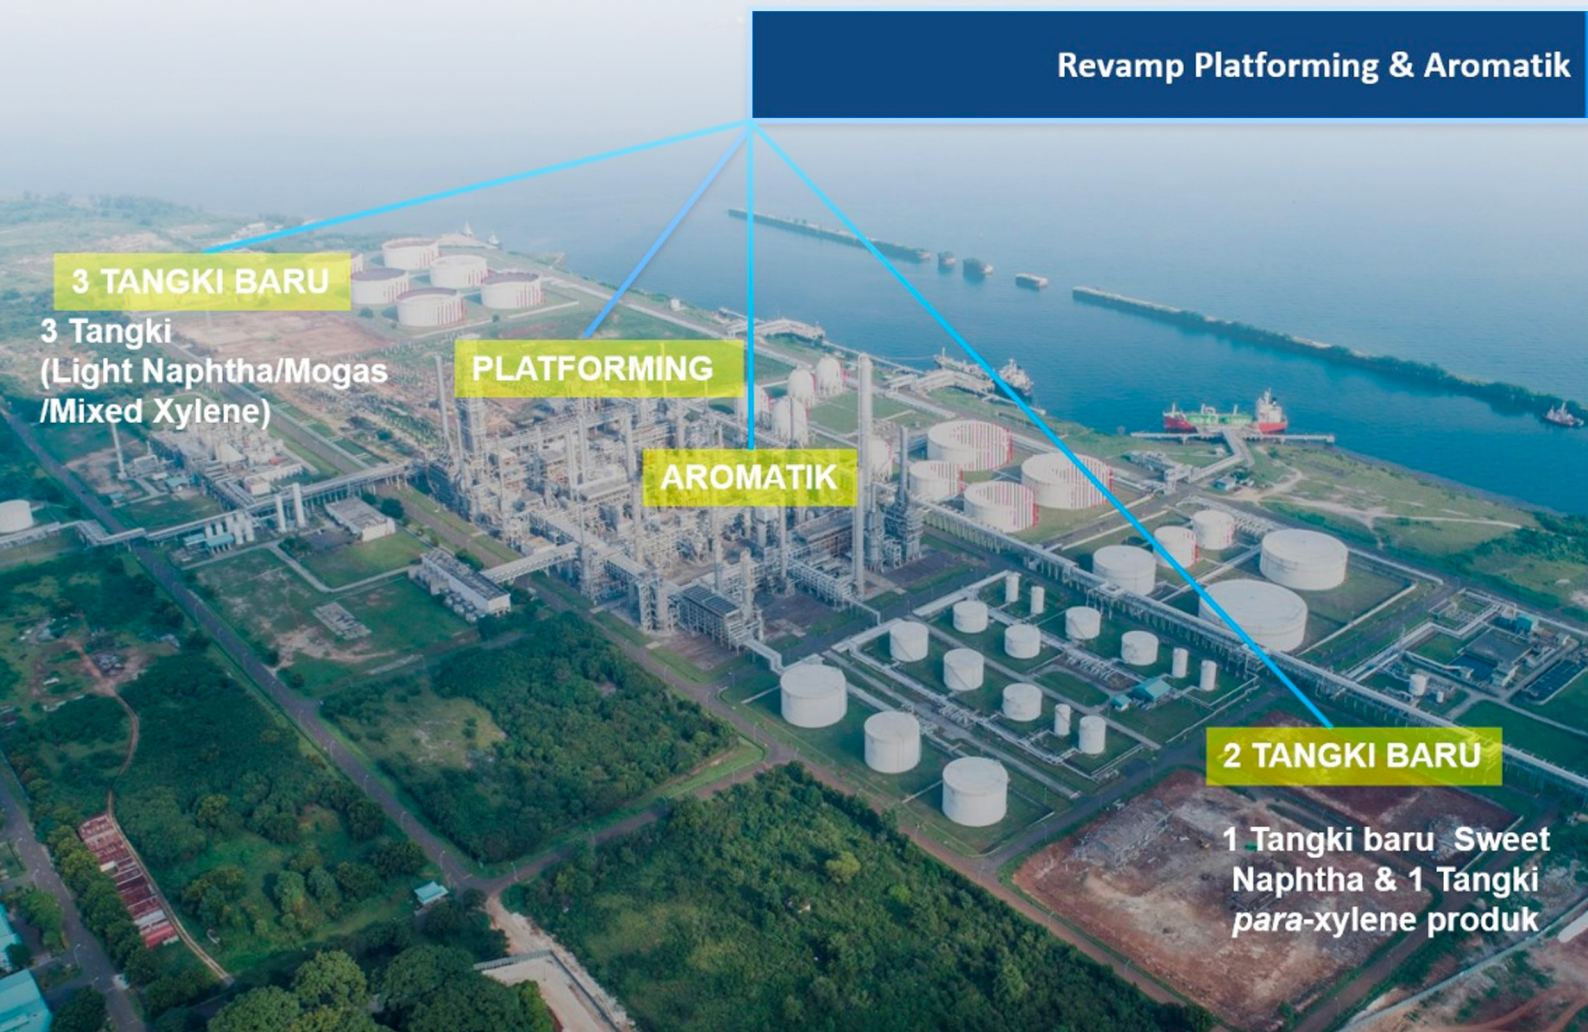 Revamp Platforming & Aromatik
3 TANGKI BARU
3 Tangki
(Light Naphtha/Mogas
/Mixed Xylene)
PLATFORMING
AROMATIK
2 TANGKI BARU
1 Tangki baru  Sweet
Naphtha & 1 Tangki
para-xylene produk